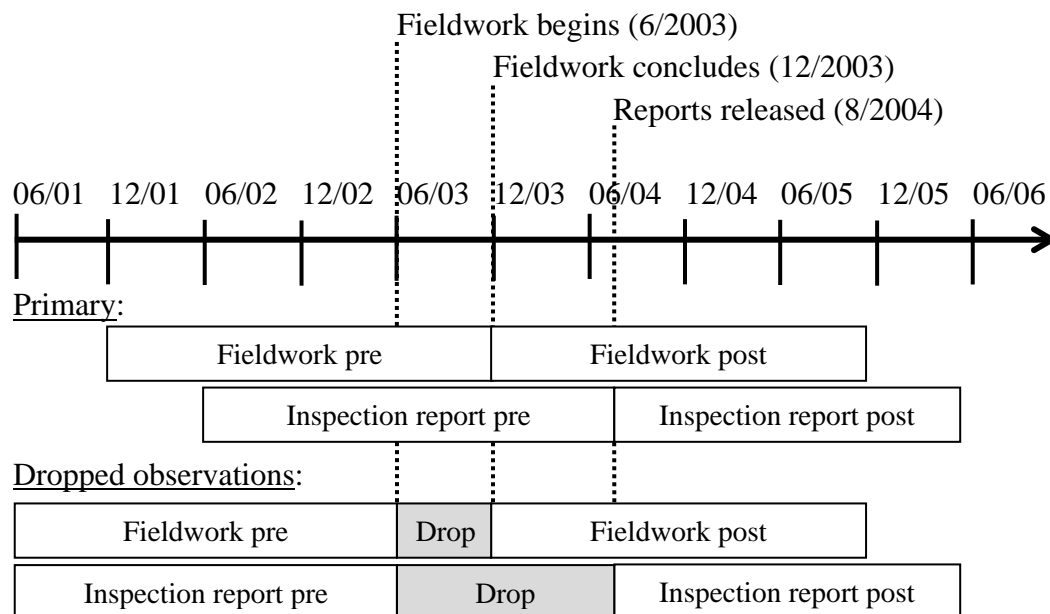 Fieldwork begins (6/2003)
Fieldwork concludes (12/2003)
Reports released (8/2004)
06/01 12/01 06/02 12/02 06/03 12/03 06/04 12/04 06/05 12/05 06/06
Primary:
Fieldwork pre Fieldwork post
Inspection report pre Inspection report post
Dropped observations:
Fieldwork pre Drop Fieldwork post
Inspection report pre Drop Inspection report post